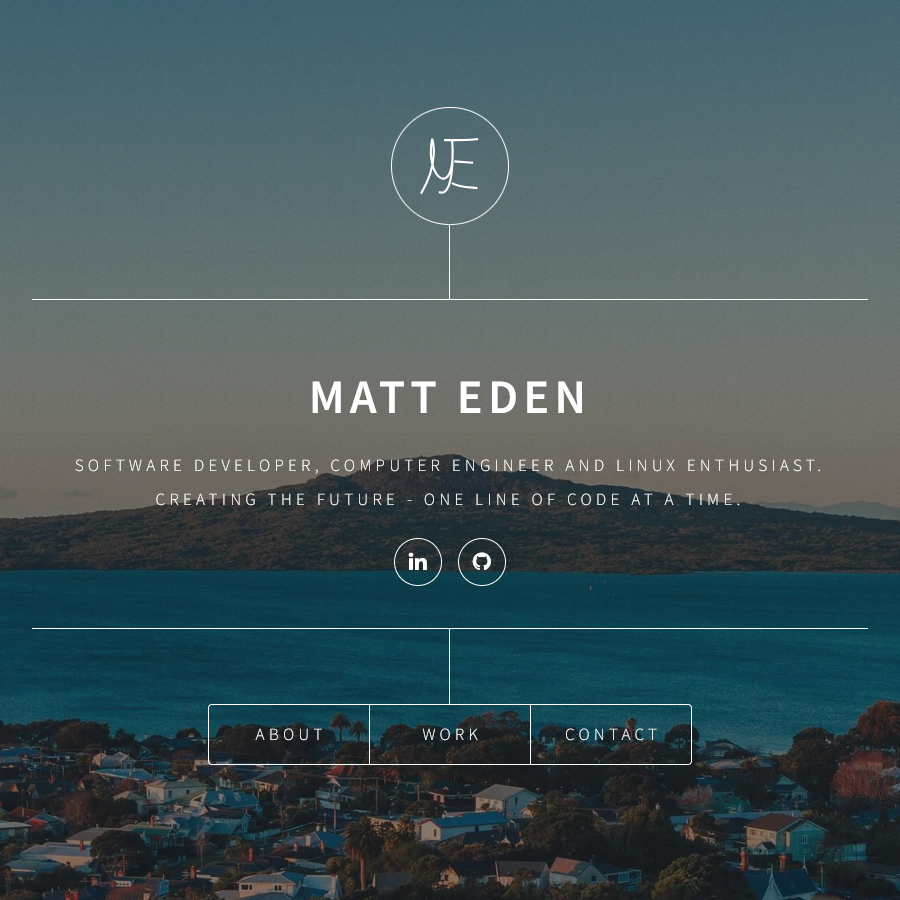 ME
MATT EDEN
SOFTWARE DEVELOPER, COMPUTER ENGINEER AND LINUX ENTHUSIAST.
CREATING THE FUTURE - ONE LINE OF CODE AT A TIME.
in
ABOUT WORK CONTACT